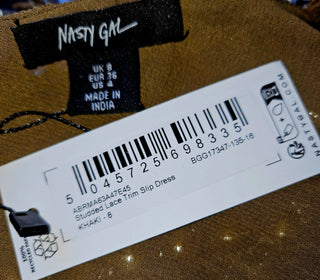 NASTY GAL
UK 8
EUR 36
US 4
MADE IN
INDIA
NASTYGAL.COM
5 045725 698335
BGG17347-135-16
ABRMA63A47E45
Studded Lace Trim Slip Dress
KHAKI - 8